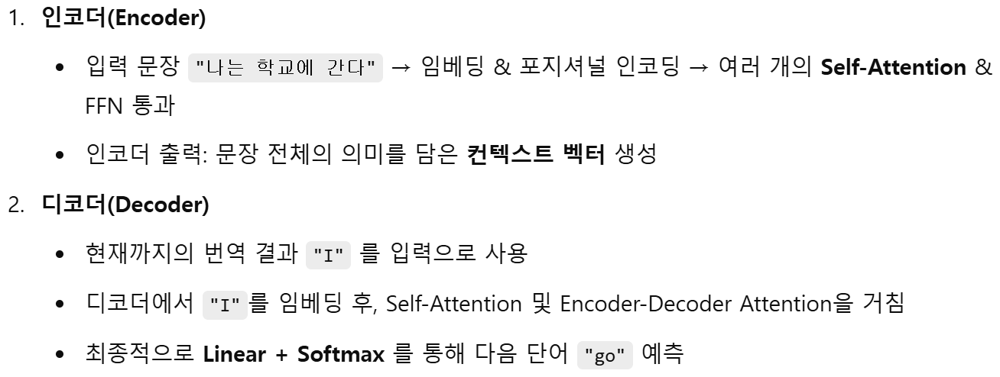 1. 인코더(Encoder)
• 입력 문장 "나는 학교에 간다" → 임베딩 & 포지셔널 인코딩 → 여러 개의 Self-Attention &
FFN 통과
• 인코더 출력: 문장 전체의 의미를 담은 컨텍스트 벡터 생성
2. 디코더(Decoder)
• 현재까지의 번역 결과 "I" 를 입력으로 사용
• 디코더에서 "I"를 임베딩 후, Self-Attention 및 Encoder-Decoder Attention을 거침
• 최종적으로 Linear + Softmax 를 통해 다음 단어 "go" 예측